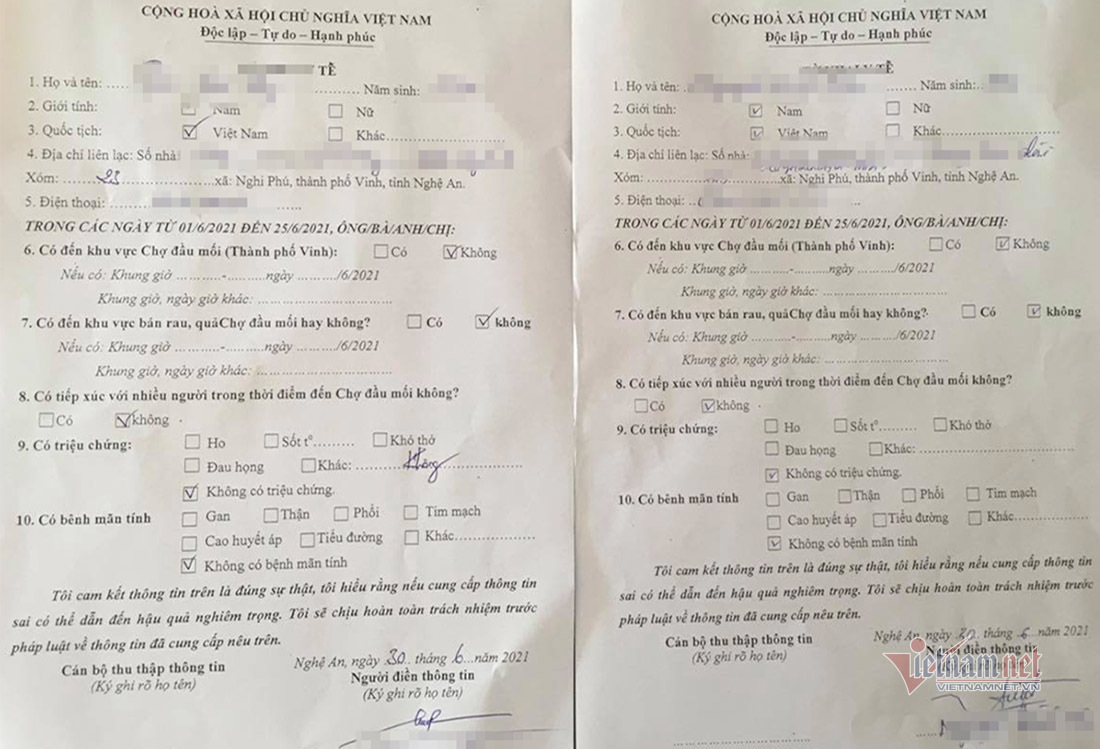 CỘNG HOÀ XÃ HỘI CHỦ NGHĨA VIỆT NAM
Độc lập – Tự do – Hạnh phúc
TẾ
1. Họ và tên: ..... .......... Năm sinh:
2. Giới tính: Nam Nữ
3. Quốc tịch: Việt Nam Khác..............
4. Địa chỉ liên lạc: Số nhà:
Xóm: ....... 23 ..................xã: Nghi Phú, thành phố Vinh, tỉnh Nghệ An.
5. Điện thoại: ......
TRONG CÁC NGÀY TỪ 01/6/2021 ĐẾN 25/6/2021, ÔNG/BÀ/ANH/CHỊ:
6. Có đến khu vực Chợ đầu mối (Thành phố Vinh): Có Không
Nếu có: Khung giờ ...........-..........ngày ........../6/2021
Khung giờ, ngày giờ khác: ................................
7. Có đến khu vực bán rau, quảChợ đầu mối hay không? Có không
Nếu có: Khung giờ ...........-..........ngày ........../6/2021
Khung giờ, ngày giờ khác: ................................
8. Có tiếp xúc với nhiều người trong thời điểm đến Chợ đầu mối không?
Có không .
9. Có triệu chứng: Ho Sốt t°......... Khó thở
Đau họng Khác: .......... không ....................
Không có triệu chứng.
10. Có bệnh mãn tính Gan Thận Phổi Tim mạch
Cao huyết áp Tiểu đường Khác..................
Không có bệnh mãn tính
Tôi cam kết thông tin trên là đúng sự thật, tôi hiểu rằng nếu cung cấp thông tin
sai có thể dẫn đến hậu quả nghiêm trọng. Tôi sẽ chịu hoàn toàn trách nhiệm trước
pháp luật về thông tin đã cung cấp nêu trên.
Nghệ An, ngày 30 tháng 6...năm 2021
Cán bộ thu thập thông tin Người điền thông tin
(Ký ghi rõ họ tên) (Ký ghi rõ họ tên)
CỘNG HOÀ XÃ HỘI CHỦ NGHĨA VIỆT NAM
Độc lập – Tự do – Hạnh phúc
TẾ
1. Họ và tên: .. ....... Năm sinh:..
2. Giới tính: Nam Nữ
3. Quốc tịch: Việt Nam Khác..................
4. Địa chỉ liên lạc: Số nhà:
Xóm: ............xã: Nghi Phú, thành phố Vinh, tỉnh Nghệ An.
5. Điện thoại: ..
TRONG CÁC NGÀY TỪ 01/6/2021 ĐẾN 25/6/2021, ÔNG/BÀ/ANH/CHỊ:
6. Có đến khu vực Chợ đầu mối (Thành phố Vinh): Có Không
Nếu có: Khung giờ ...........-..........ngày ........../6/2021
Khung giờ, ngày giờ khác: ................................
7. Có đến khu vực bán rau, quảChợ đầu mối hay không? Có không
Nếu có: Khung giờ ...........-..........ngày ........../6/2021
Khung giờ, ngày giờ khác: ................................
8. Có tiếp xúc với nhiều người trong thời điểm đến Chợ đầu mối không?
Có không .
9. Có triệu chứng: Ho Sốt t°......... Khó thở
Đau họng Khác:..............................
Không có triệu chứng.
10. Có bệnh mãn tính Gan Thận Phổi Tim mạch
Cao huyết áp Tiểu đường Khác..................
Không có bệnh mãn tính
Tôi cam kết thông tin trên là đúng sự thật, tôi hiểu rằng nếu cung cấp thông tin
sai có thể dẫn đến hậu quả nghiêm trọng. Tôi sẽ chịu hoàn toàn trách nhiệm trước
pháp luật về thông tin đã cung cấp nêu trên.
Nghệ An, ngày 30 tháng 6...năm 2021
Cán bộ thu thập thông tin Người điền thông tin
(Ký ghi rõ họ tên)
Vietnamnet
VIETNAMNET.VN